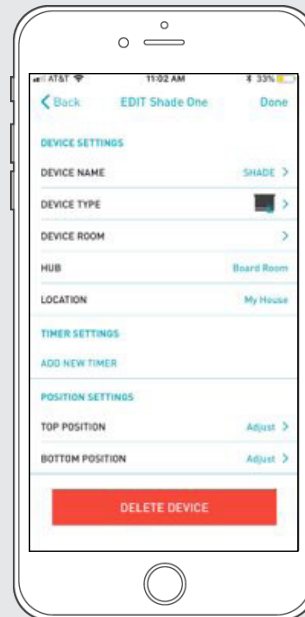 AT&T 11:02 AM 33%
Back EDIT Shade One Done
DEVICE SETTINGS
DEVICE NAME SHADE
DEVICE TYPE
DEVICE ROOM
HUB Board Room
LOCATION My House
TIMER SETTINGS
ADD NEW TIMER
POSITION SETTINGS
TOP POSITION Adjust
BOTTOM POSITION Adjust
DELETE DEVICE